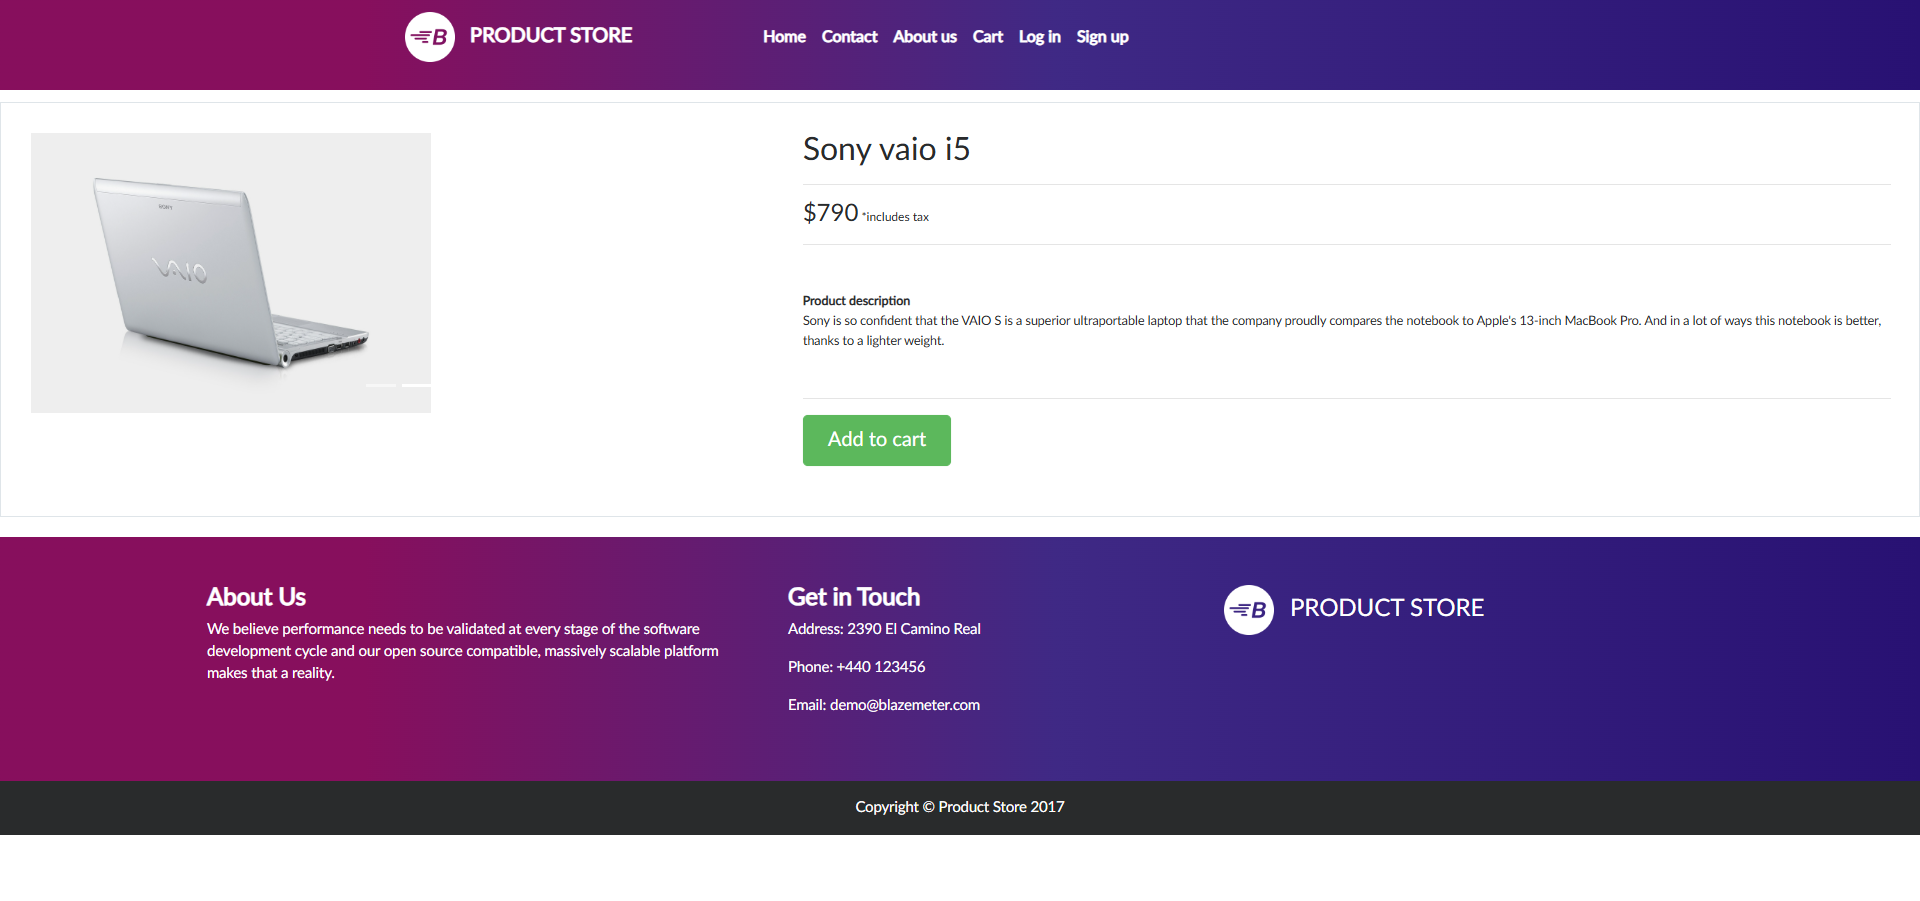 B PRODUCT STORE
Home Contact About us Cart Log in Sign up
SONY
VAIO
Sony vaio i5
$790 *includes tax
Product description
Sony is so confident that the VAIO S is a superior ultraportable laptop that the company proudly compares the notebook to Apple's 13-inch MacBook Pro. And in a lot of ways this notebook is better,
thanks to a lighter weight.
Add to cart
About Us
We believe performance needs to be validated at every stage of the software
development cycle and our open source compatible, massively scalable platform
makes that a reality.
Get in Touch
Address: 2390 El Camino Real
Phone: +440 123456
Email: demo@blazemeter.com
B PRODUCT STORE
Copyright © Product Store 2017